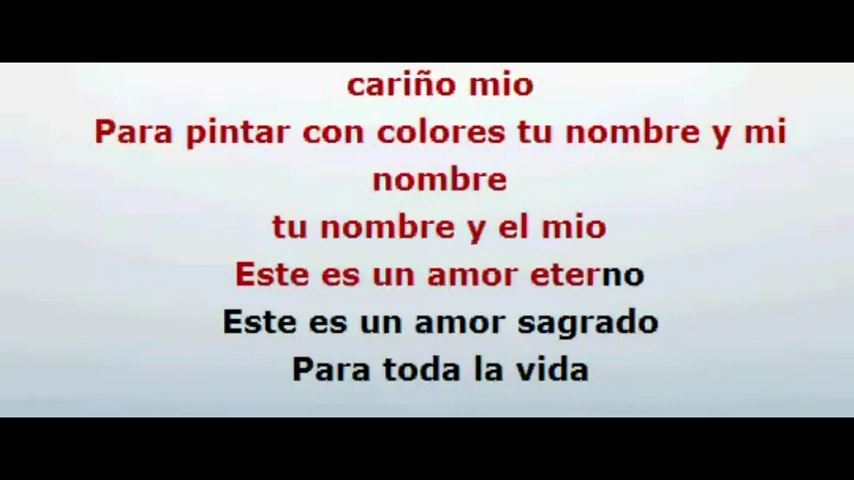 cariño mio
Para pintar con colores tu nombre y mi
nombre
tu nombre y el mio
Este es un amor eterno
Este es un amor sagrado
Para toda la vida